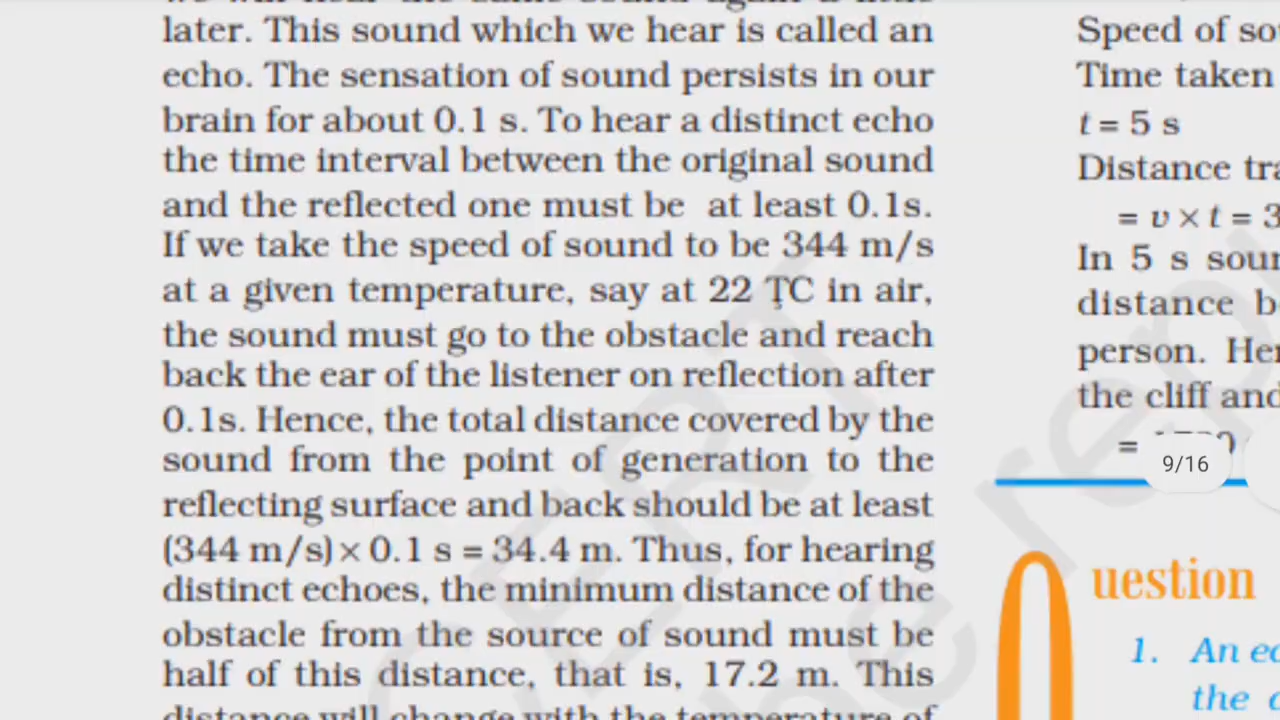 later. This sound which we hear is called an
echo. The sensation of sound persists in our
brain for about 0.1 s. To hear a distinct echo
the time interval between the original sound
and the reflected one must be at least 0.1s.
If we take the speed of sound to be 344 m/s
at a given temperature, say at 22 ŢC in air,
the sound must go to the obstacle and reach
back the ear of the listener on reflection after
0.1s. Hence, the total distance covered by the
sound from the point of generation to the
reflecting surface and back should be at least
(344 m/s) × 0.1 s = 34.4 m. Thus, for hearing
distinct echoes, the minimum distance of the
obstacle from the source of sound must be
half of this distance, that is, 17.2 m. This
distance will change with the temperature of
Speed of
Time taken
t = 5 s
Distance
= v × t = 3
In 5 s
distance b
person.
the cliff and
=
9/16
uestion
1. An
the